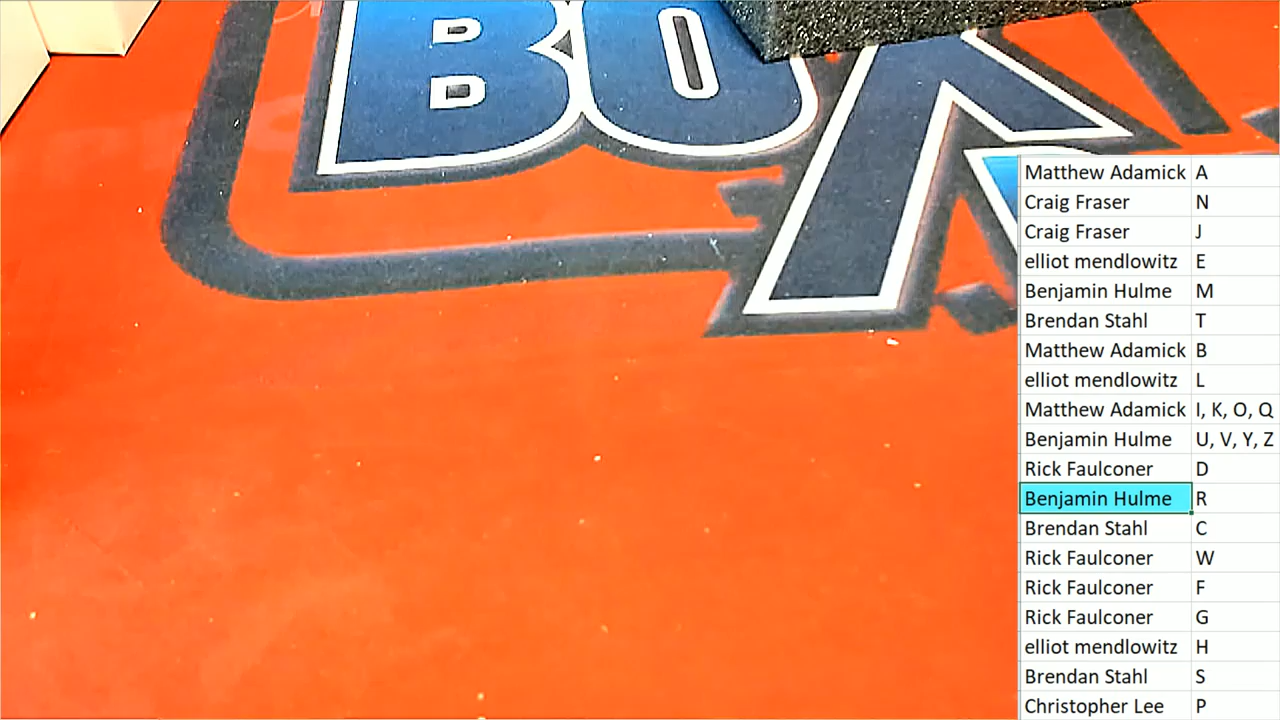 BO
Matthew Adamick A
Craig Fraser N
Craig Fraser J
elliot mendlowitz E
Benjamin Hulme M
Brendan Stahl T
Matthew Adamick B
elliot mendlowitz L
Matthew Adamick I, K, O, Q
Benjamin Hulme U, V, Y, Z
Rick Faulconer D
Benjamin Hulme R
Brendan Stahl C
Rick Faulconer W
Rick Faulconer F
Rick Faulconer G
elliot mendlowitz H
Brendan Stahl S
Christopher Lee P